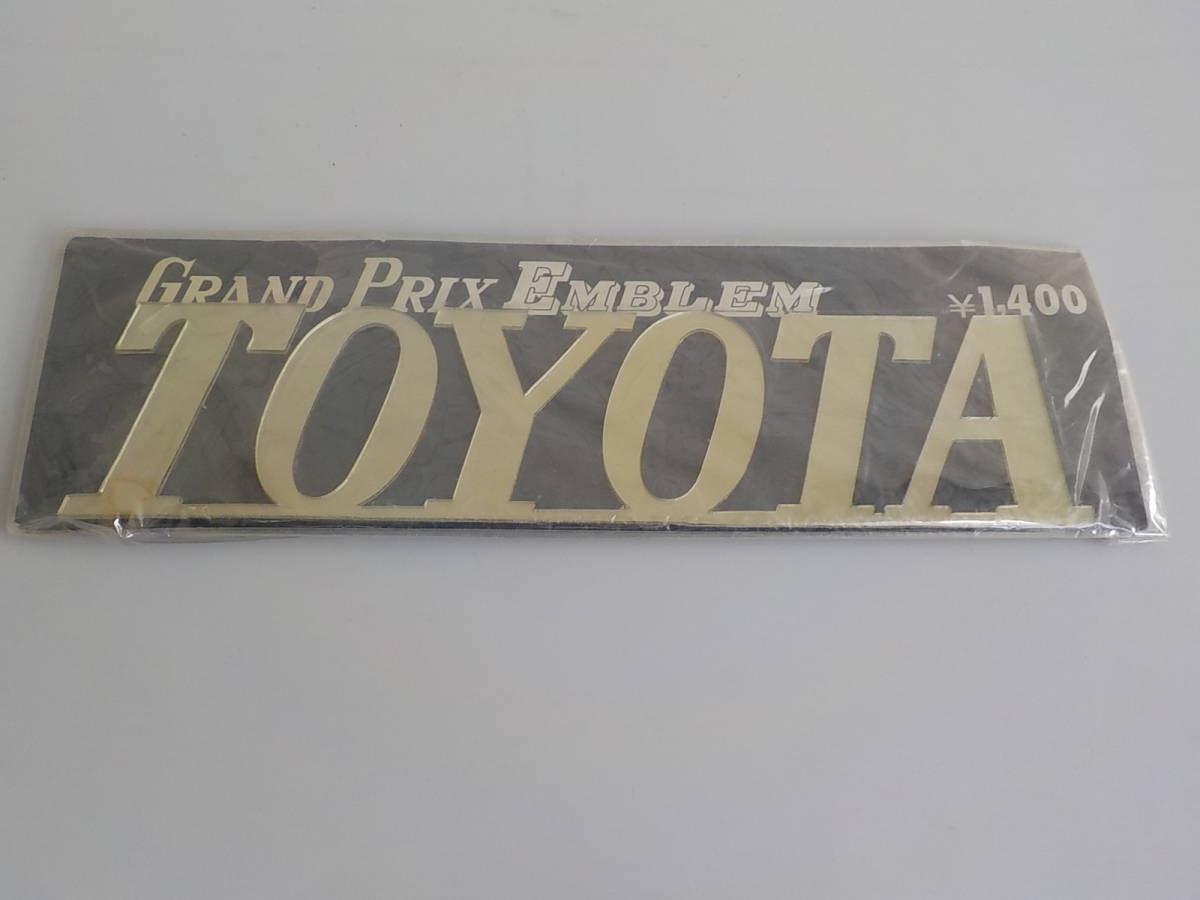 GRAND PRIX EMBLEM ¥1,400
TOYOTA